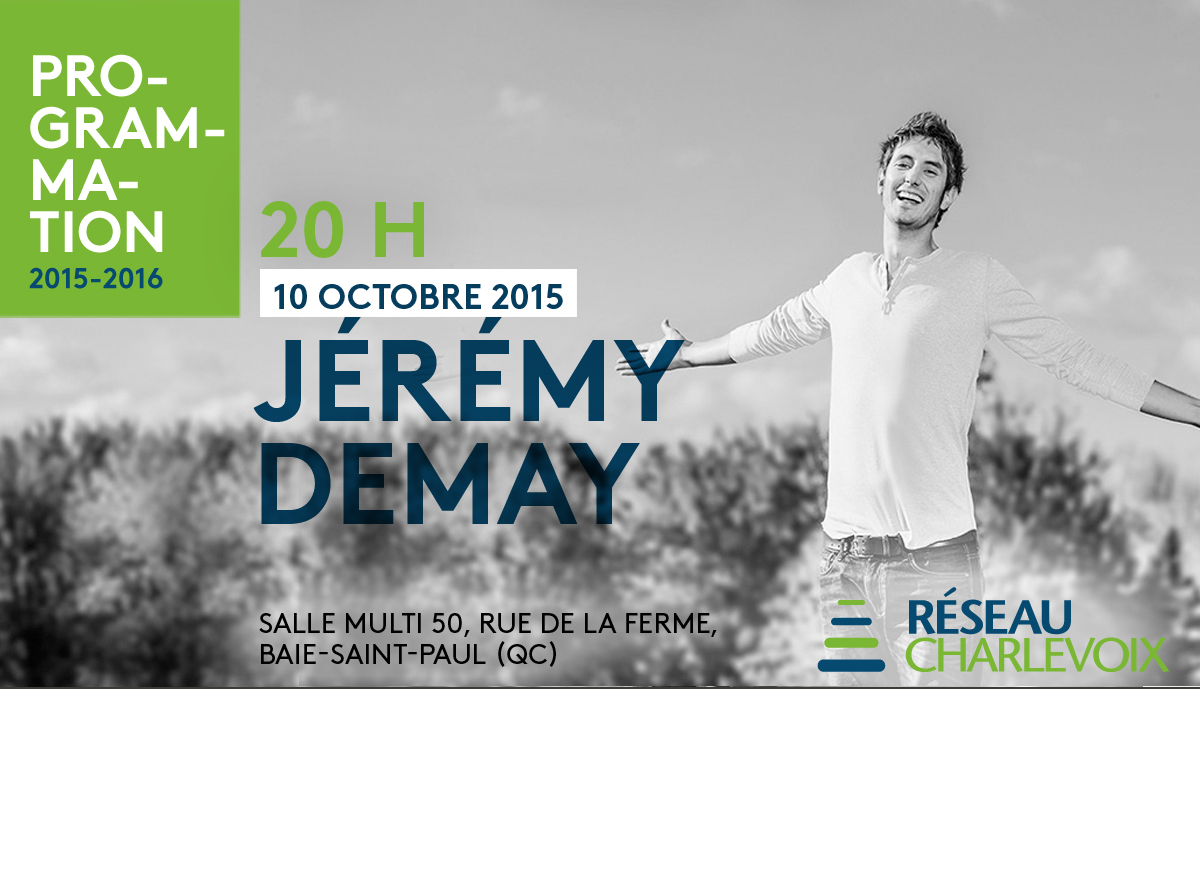 PRO-
GRAM-
MA-
TION
2015-2016
20 H
10 OCTOBRE 2015
JÉRÉMY
DEMAY
SALLE MULTI 50, RUE DE LA FERME,
BAIE-SAINT-PAUL (QC)
RÉSEAU
CHARLEVOIX